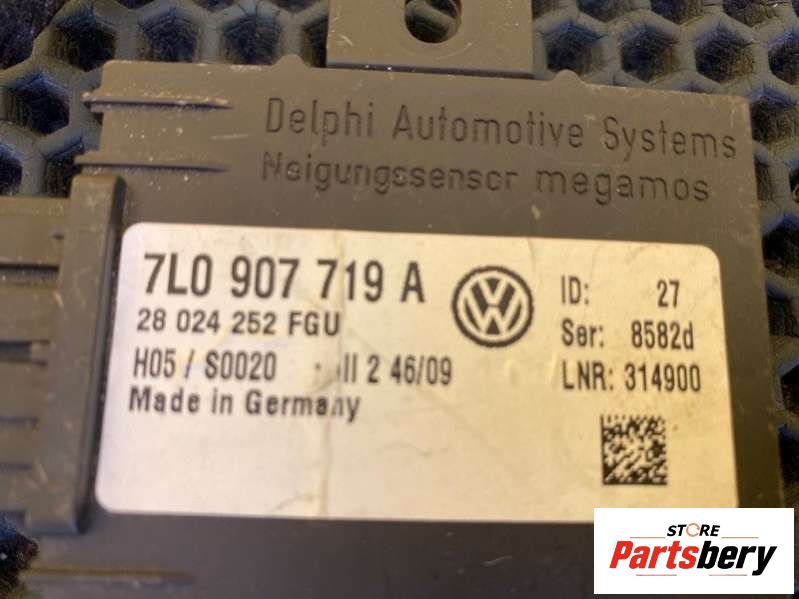 Delphi Automotive Systems
Neigungssensor megamos
7L0 907 719 A
28 024 252 FGU
H05 / S0020 · II 2 46/09
Made in Germany
VW
ID: 27
Ser: 8582d
LNR: 314900
STORE
Partsbery